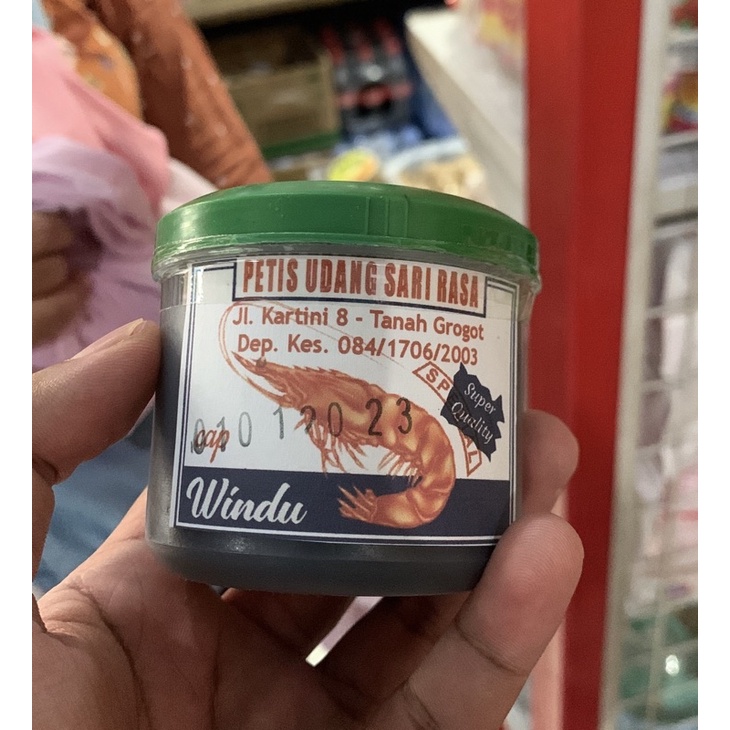 PETIS UDANG SARI RASA
Jl. Kartini 8 - Tanah Grogot
Dep. Kes. 084/1706/2003
Super
Quality
cap
Windu